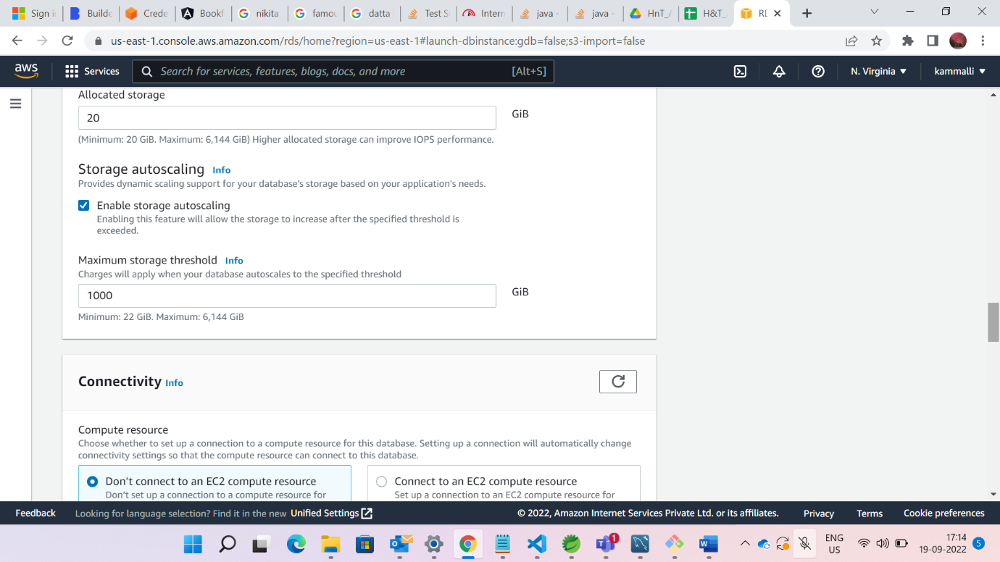 Sign i
B Builde
Crede
Bookf
nikita
famou
datta
Test S
Intern
java -
java -
HnT_A
H&T_
us-east-1.console.aws.amazon.com/rds/home?region=us-east-1#launch-dbinstance:gdb=false;s3-import=false
aws
Services
Search for services, features, blogs, docs, and more
[Alt+S]
N. Virginia
kammalli
Allocated storage
20
GiB
(Minimum: 20 GiB. Maximum: 6,144 GiB) Higher allocated storage can improve IOPS performance.
Storage autoscaling Info
Provides dynamic scaling support for your database's storage based on your application's needs.
Enable storage autoscaling
Enabling this feature will allow the storage to increase after the specified threshold is
exceeded.
Maximum storage threshold Info
Charges will apply when your database autoscales to the specified threshold
1000
GiB
Minimum: 22 GiB. Maximum: 6,144 GiB
Connectivity Info
Compute resource
Choose whether to set up a connection to a compute resource for this database. Setting up a connection will automatically change
connectivity settings so that the compute resource can connect to this database.
Don't connect to an EC2 compute resource
Don't set up a connection to a compute resource for
Connect to an EC2 compute resource
Set up a connection to an EC2 compute resource for
Feedback
Looking for language selection? Find it in the new Unified Settings
© 2022, Amazon Internet Services Private Ltd. or its affiliates.
Privacy
Terms
Cookie preferences
1
ENG
US
17:14
19-09-2022
5